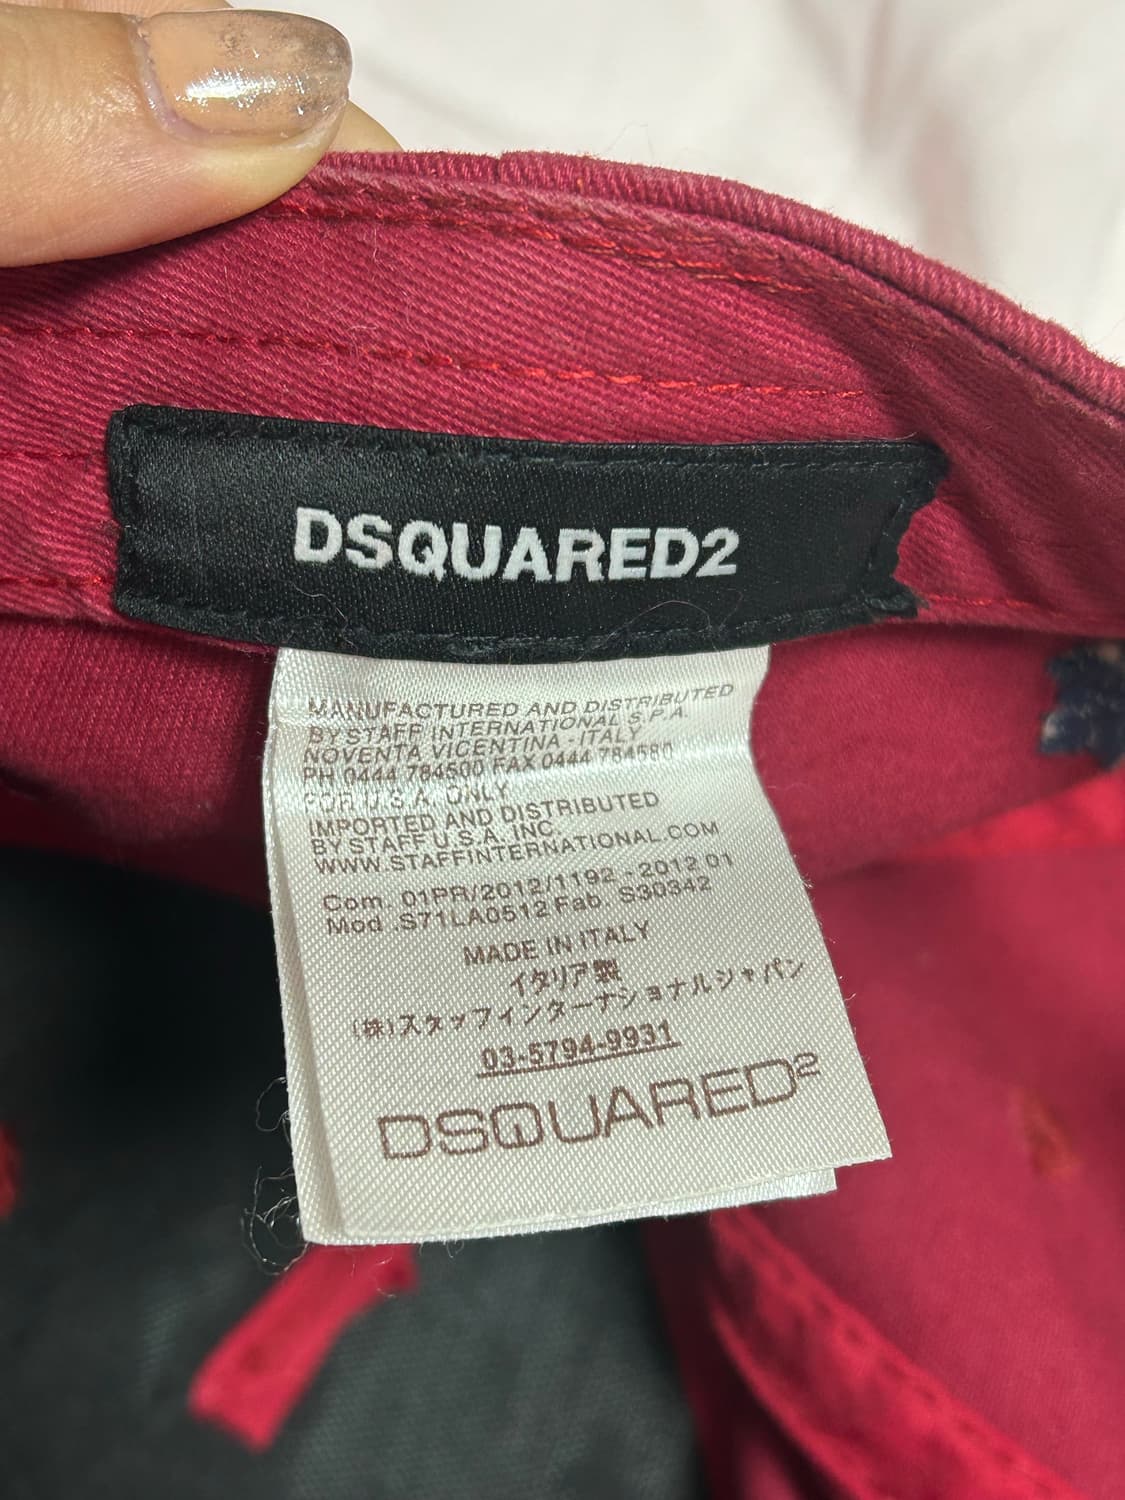 DSQUARED2
MANUFACTURED AND DISTRIBUTED
BY STAFF INTERNATIONAL S.P.A.
NOVENTA VICENTINA - ITALY
PH 0444 784500 FAX 0444 784580
FOR U.S.A. ONLY
IMPORTED AND DISTRIBUTED
BY STAFF U.S.A. INC.
WWW.STAFFINTERNATIONAL.COM
Com. 01PR/2012/1192 - 2012 01
Mod .S71LA0512 Fab. S30342
MADE IN ITALY
イタリア製
(株)スタッフインターナショナルジャパン
03-5794-9931
DSQUARED2